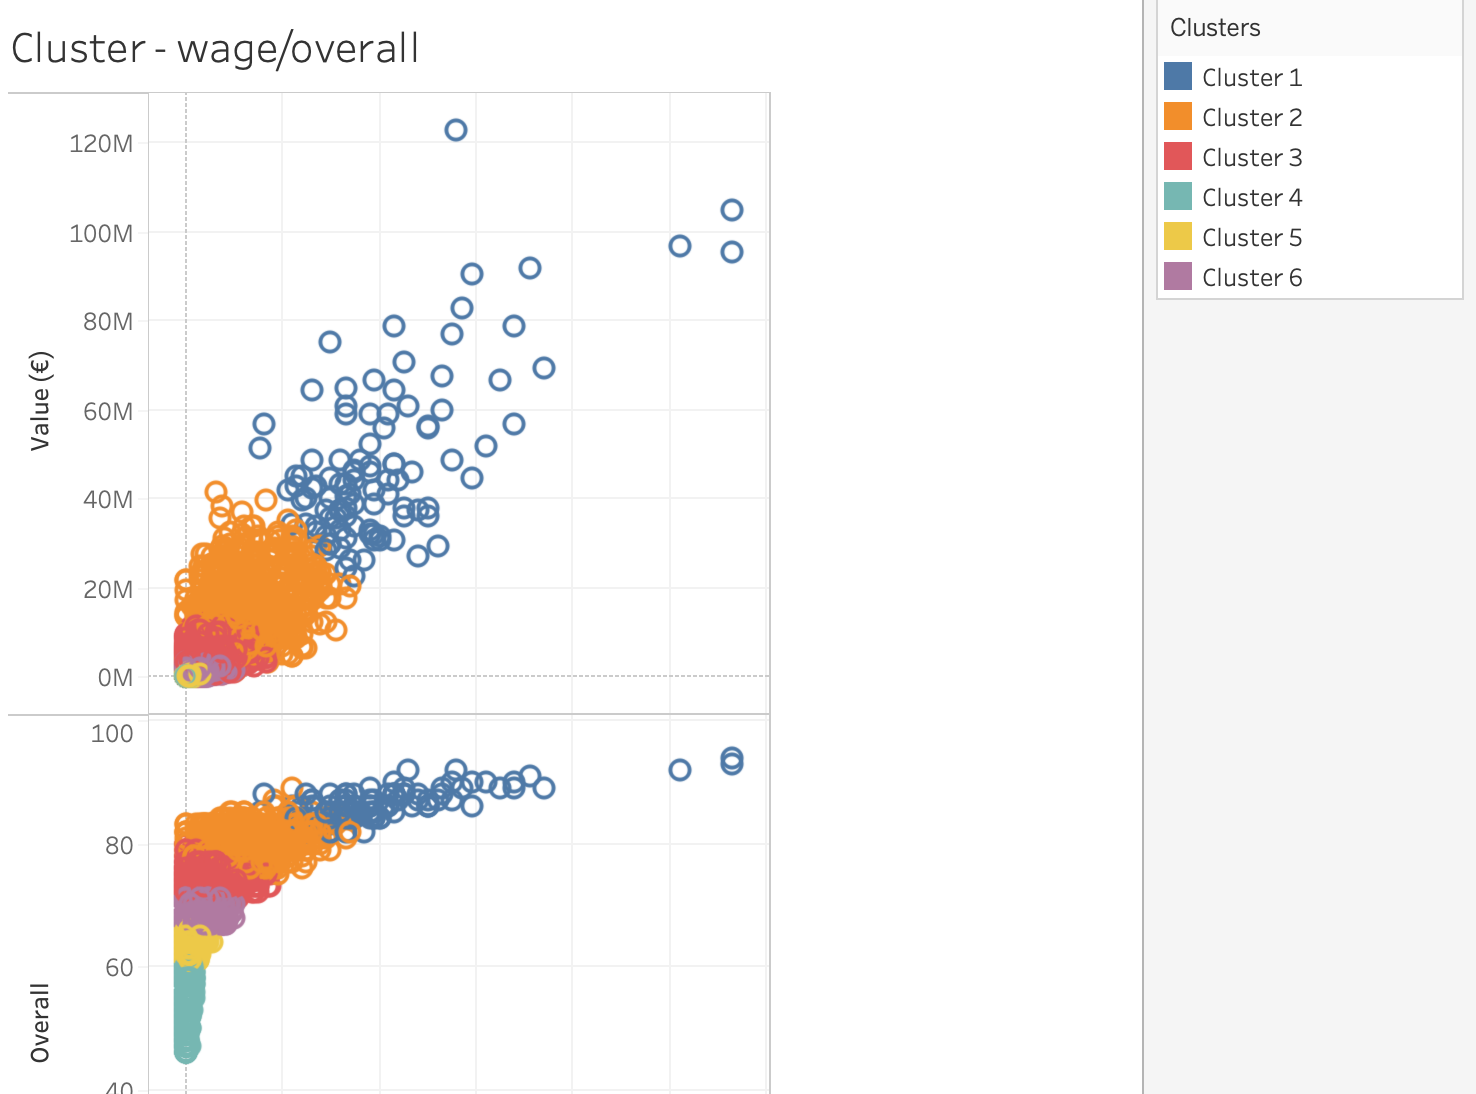 Cluster - wage/overall
120M
100M
80M
60M
40M
20M
0M
Value (€)
100
80
60
40
Overall
Clusters
Cluster 1
Cluster 2
Cluster 3
Cluster 4
Cluster 5
Cluster 6